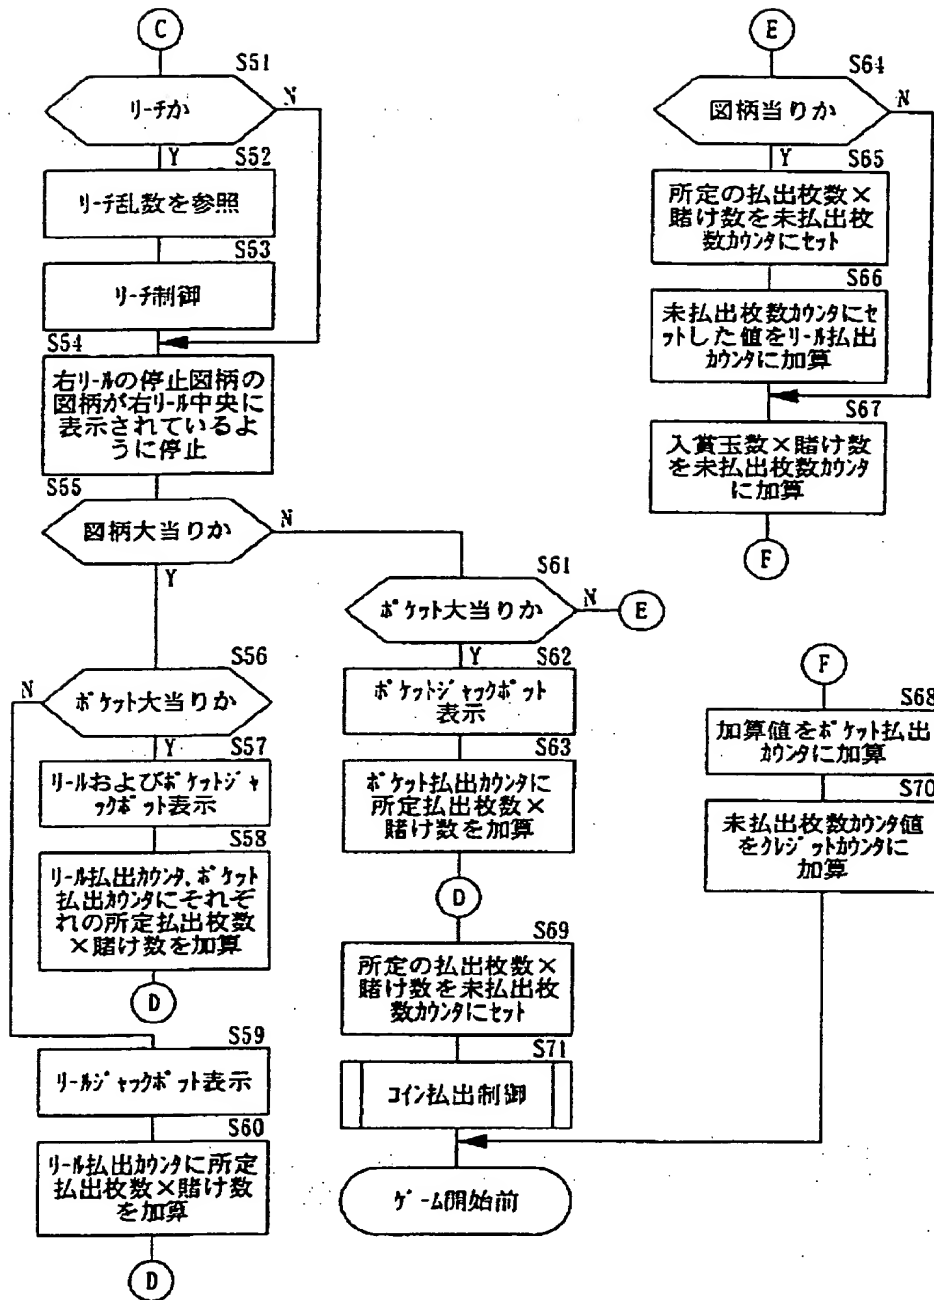 C
S51
リーチか
N
Y
S52
リーチ乱数を参照
S53
リーチ制御
S54
右リールの停止図柄の
図柄が右リール中央に
表示されているよ
うに停止
S55
図柄大当りか
N
Y
S56
N
ポケット大当りか
Y
S57
リールおよびポケットジャ
ックポット表示
S58
リール払出カウンタ、ポケット
払出カウンタにそれぞ
れの所定払出枚数
×賭け数を加算
D
S59
リールジャックポット表示
S60
リール払出カウンタに所定
払出枚数×賭け数
を加算
D
S61
ポケット大当りか
N
E
Y
S62
ポケットジャックポット
表示
S63
ポケット払出カウンタに
所定払出枚数×
賭け数を加算
D
S69
所定の払出枚数×
賭け数を未払出枚
数カウンタにセット
S71
コイン払出制御
ゲーム開始前
E
S64
図柄当りか
N
Y
S65
所定の払出枚数×
賭け数を未払出枚
数カウンタにセット
S66
未払出枚数カウンタにセ
ットした値をリール払出
カウンタに加算
S67
入賞玉数×賭け数
を未払出枚数カウンタ
に加算
F
F
S68
加算値をポケット払出
カウンタに加算
S70
未払出枚数カウンタ値
をクレジットカウンタに
加算